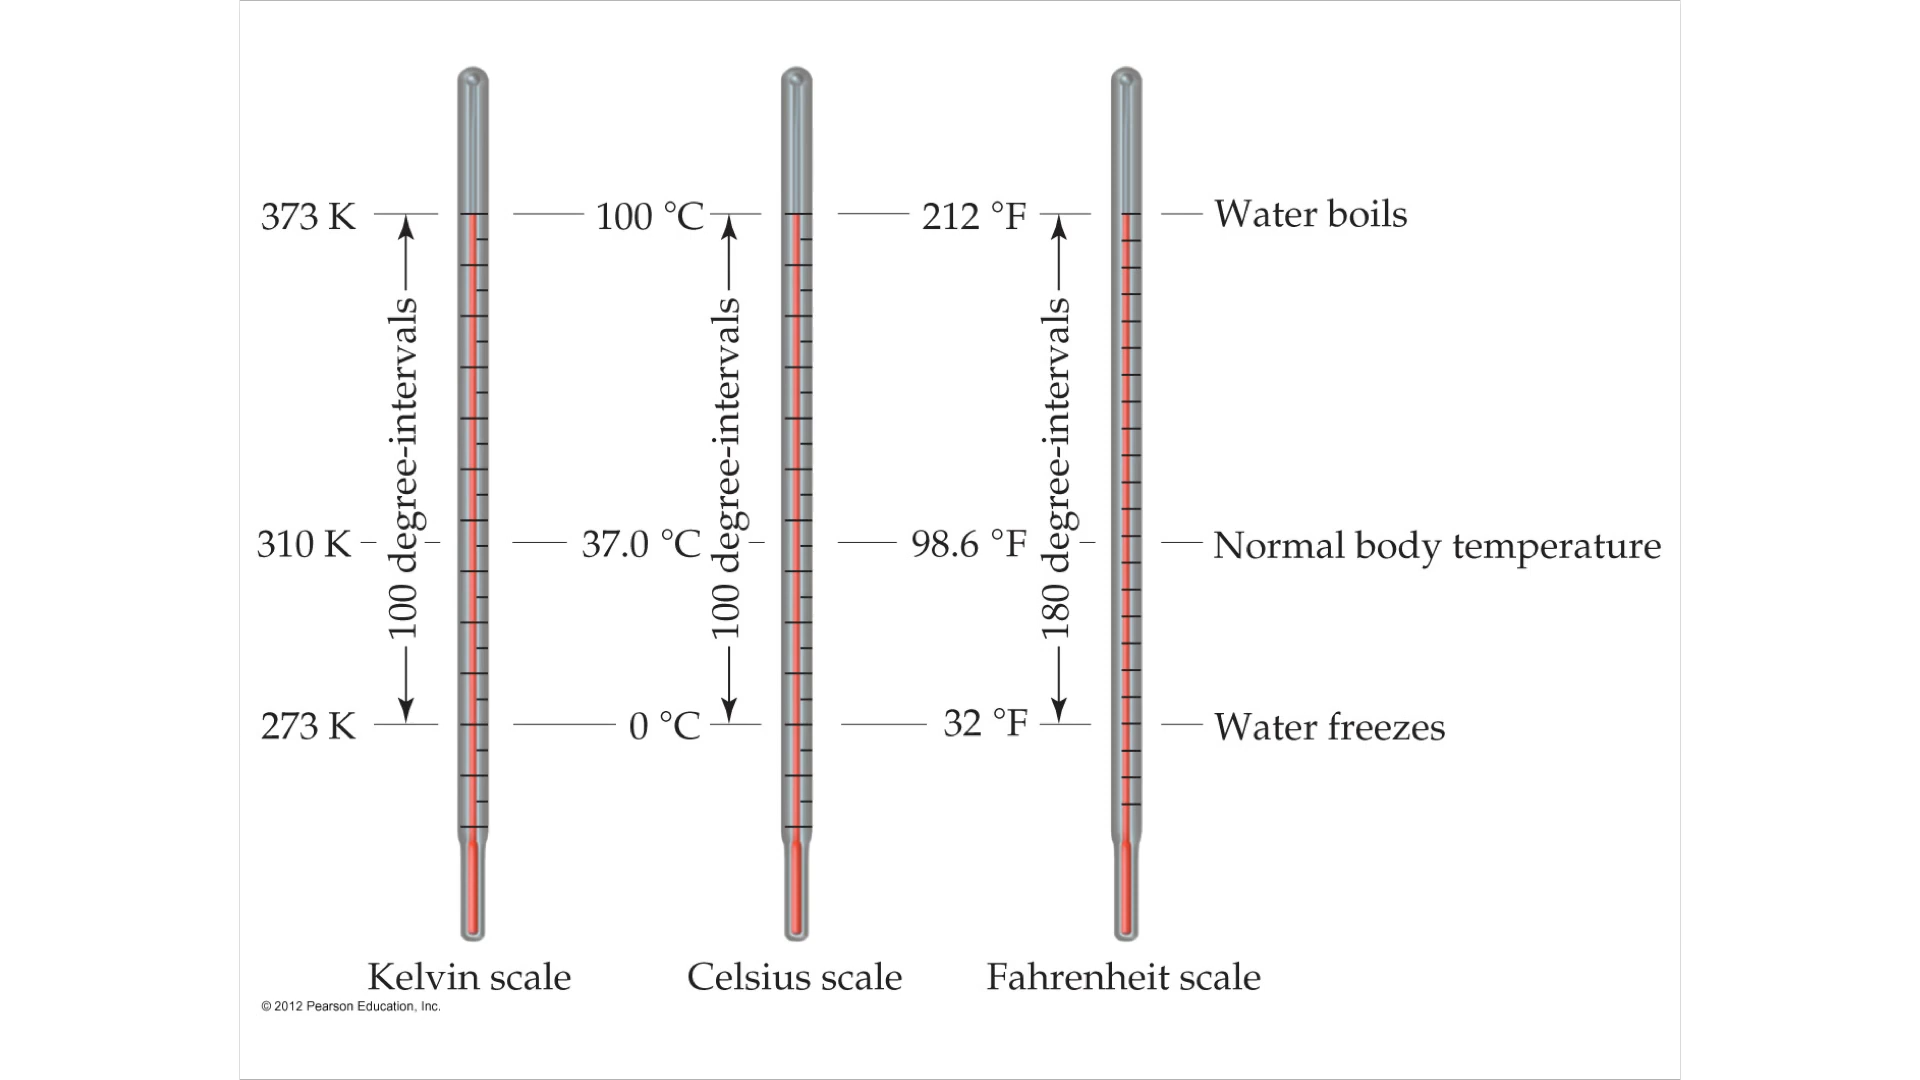 373 K
100 °C
212 °F
Water boils
100 degree-intervals
100 degree-intervals
180 degree-intervals
310 K
37.0 °C
98.6 °F
Normal body temperature
273 K
0 °C
32 °F
Water freezes
Kelvin scale
Celsius scale
Fahrenheit scale
© 2012 Pearson Education, Inc.